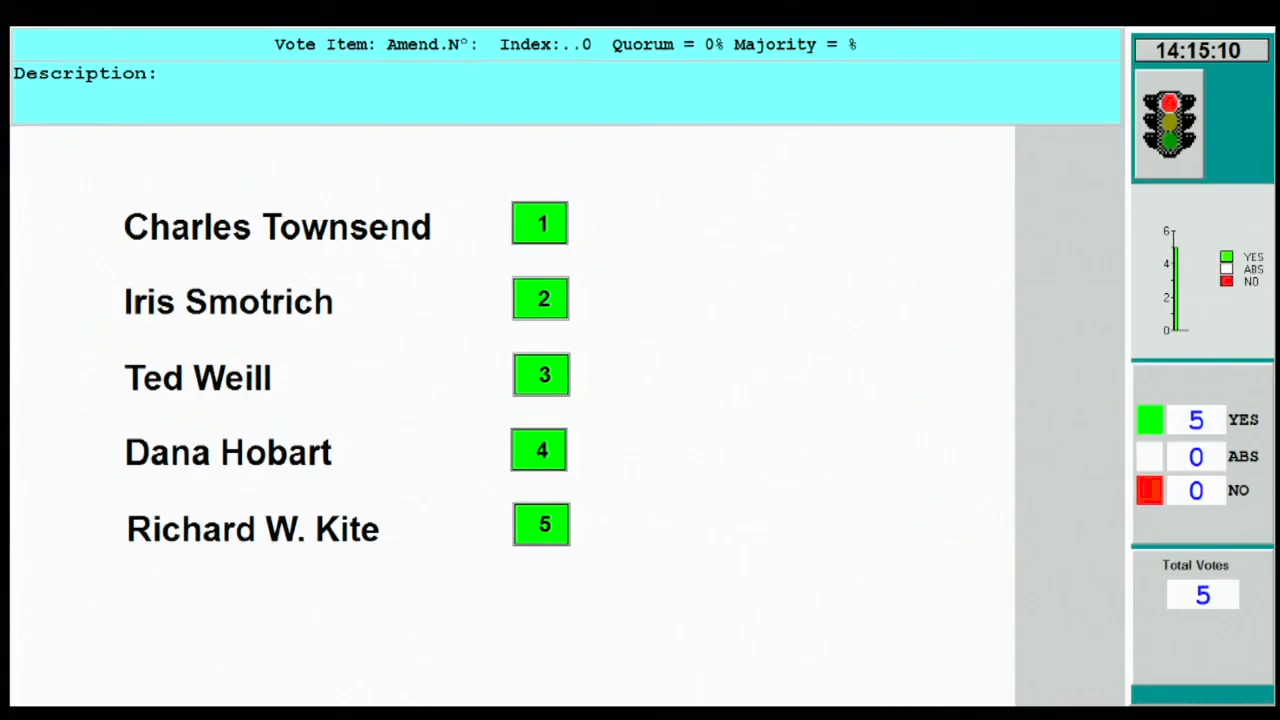 Vote Item: Amend.N°: Index:..0 Quorum = 0% Majority = %
14:15:10
Description:
Charles Townsend 1
Iris Smotrich 2
Ted Weill 3
Dana Hobart 4
Richard W. Kite 5
6
4
2
0
YES
ABS
NO
5 YES
0 ABS
0 NO
Total Votes
5